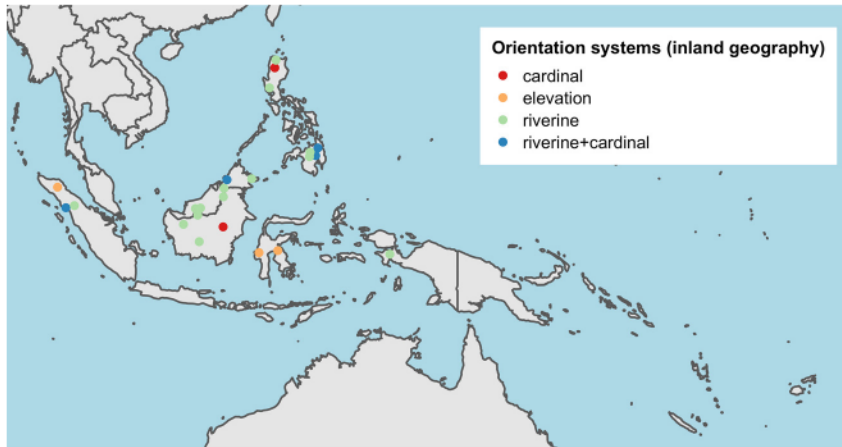 Orientation systems (inland geography)
cardinal
elevation
riverine
riverine+cardinal